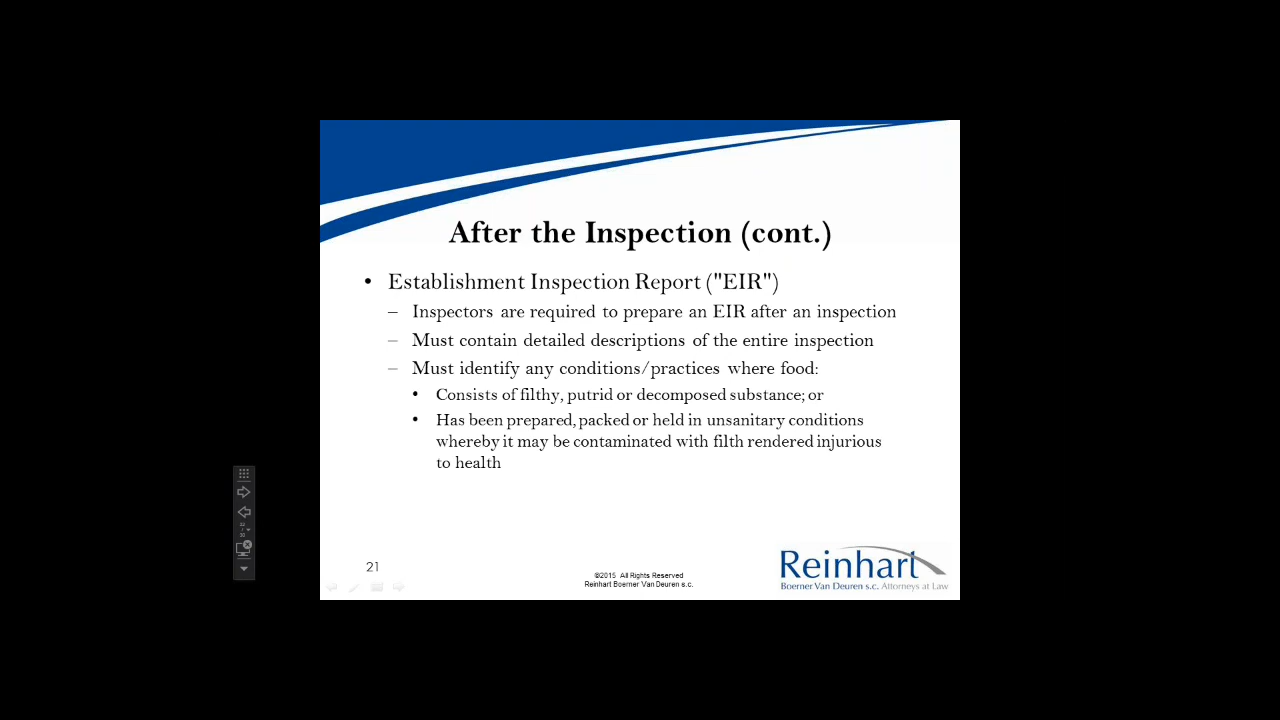 After the Inspection (cont.)
• Establishment Inspection Report ("EIR")
– Inspectors are required to prepare an EIR after an inspection
– Must contain detailed descriptions of the entire inspection
– Must identify any conditions/practices where food:
• Consists of filthy, putrid or decomposed substance; or
• Has been prepared, packed or held in unsanitary conditions
whereby it may be contaminated with filth rendered injurious
to health
21
©2015 All Rights Reserved
Reinhart Boerner Van Deuren s.c.
Reinhart
Boerner Van Deuren s.c. Attorneys at Law